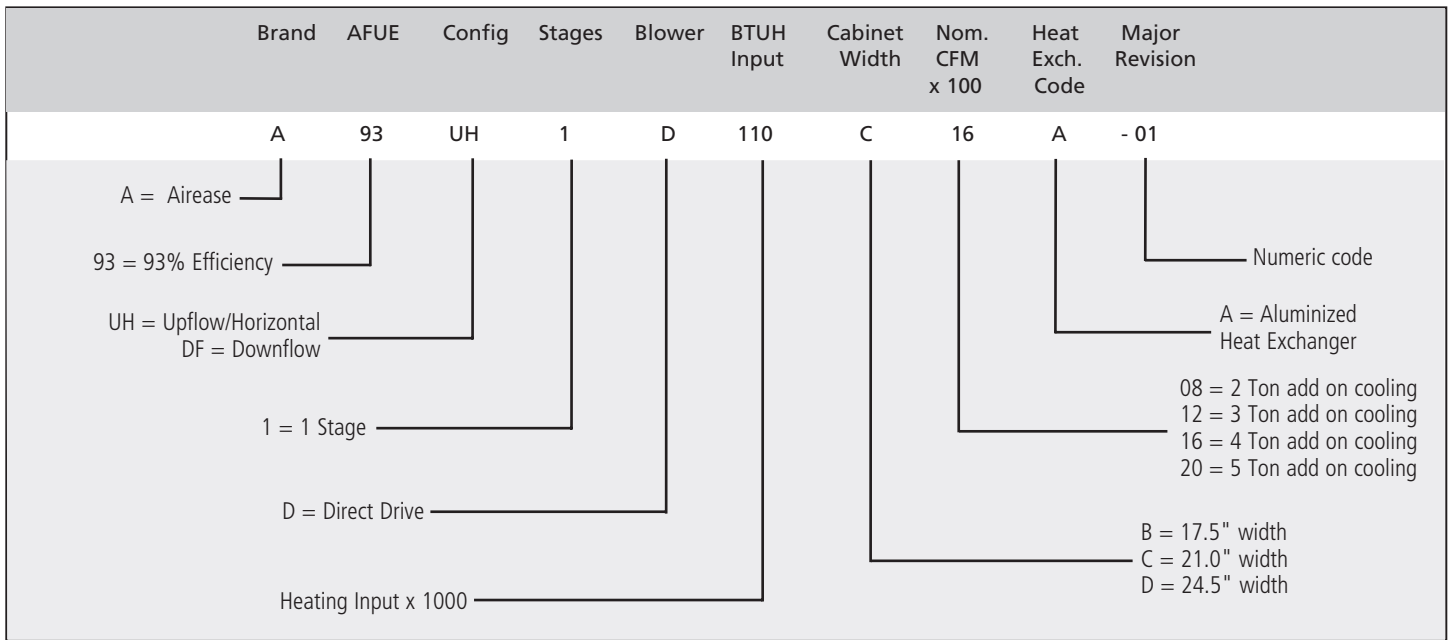 Brand AFUE Config Stages Blower BTUH Cabinet Nom. Heat Major
Input Width CFM Exch. Revision
x 100 Code
A 93 UH 1 D 110 C 16 A - 01
A = Airease
93 = 93% Efficiency
UH = Upflow/Horizontal
DF = Downflow
1 = 1 Stage
D = Direct Drive
Heating Input x 1000
Numeric code
A = Aluminized
Heat Exchanger
08 = 2 Ton add on cooling
12 = 3 Ton add on cooling
16 = 4 Ton add on cooling
20 = 5 Ton add on cooling
B = 17.5" width
C = 21.0" width
D = 24.5" width